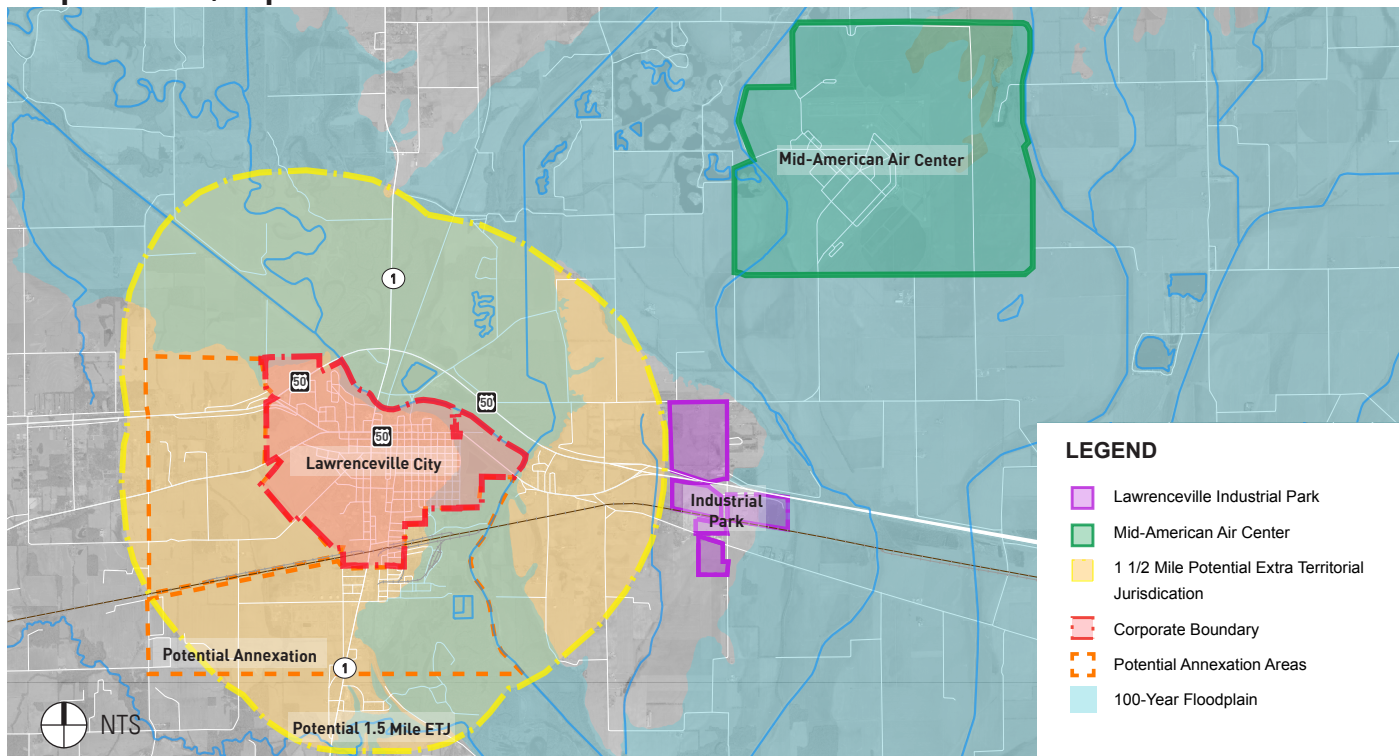 Mid-American Air Center
1
50
50
50
Lawrenceville City
Industrial
Park
Potential Annexation
1
Potential 1.5 Mile ETJ
NTS
LEGEND
Lawrenceville Industrial Park
Mid-American Air Center
1 1/2 Mile Potential Extra Territorial
Jurisdication
Corporate Boundary
Potential Annexation Areas
100-Year Floodplain